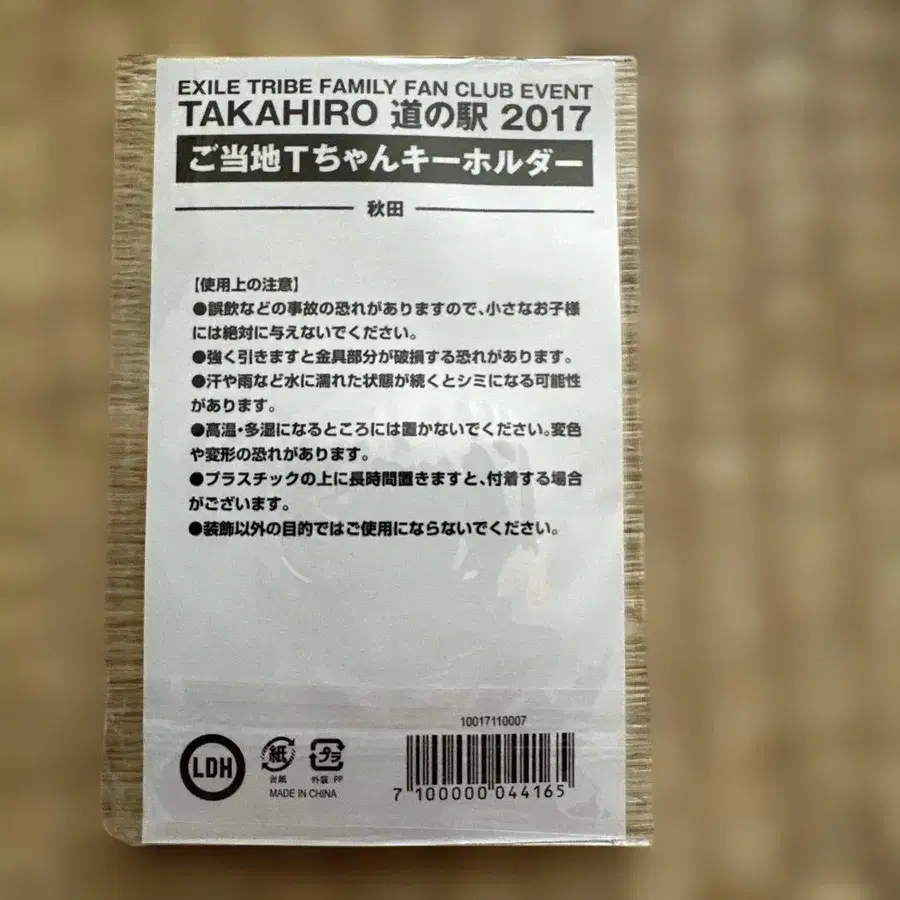 EXILE TRIBE FAMILY FAN CLUB EVENT
TAKAHIRO 道の駅 2017
ご当地Tちゃんキーホルダー
秋田
【使用上の注意】
●誤飲などの事故の恐れがありますので、小さなお子様
には絶対に与えないでください。
●強く引きますと金具部分が破損する恐れがあります。
●汗や雨など水に濡れた状態が続くとシミになる可能性
があります。
●高温・多湿になるところには置かないでください。変色
や変形の恐れがあります。
●プラスチックの上に長時間置きますと、付着する場合
がございます。
●装飾以外の目的ではご使用にならないでください。
10017110007
LDH
紙
プラ
台紙
外装 PP
MADE IN CHINA
7 100000 044165